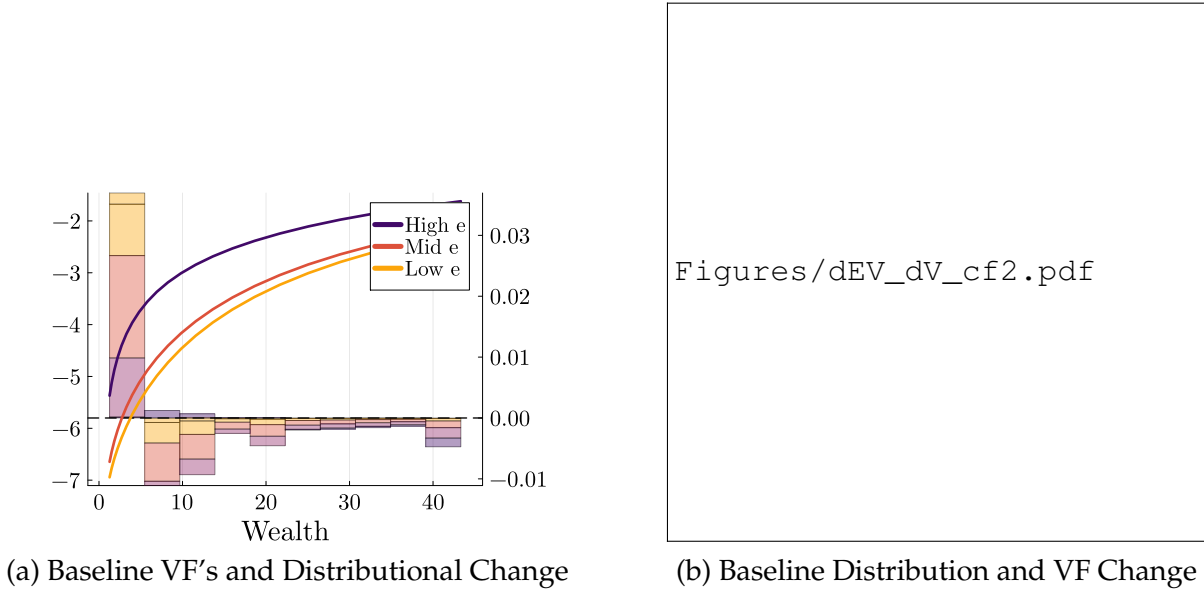 −2
−3
−4
−5
−6
−7
High e
Mid e
Low e
0.03
0.02
0.01
0.00
−0.01
0
10
20
30
40
Wealth
(a) Baseline VF's and Distributional Change
Figures/dEV_dV_cf2.pdf
(b) Baseline Distribution and VF Change